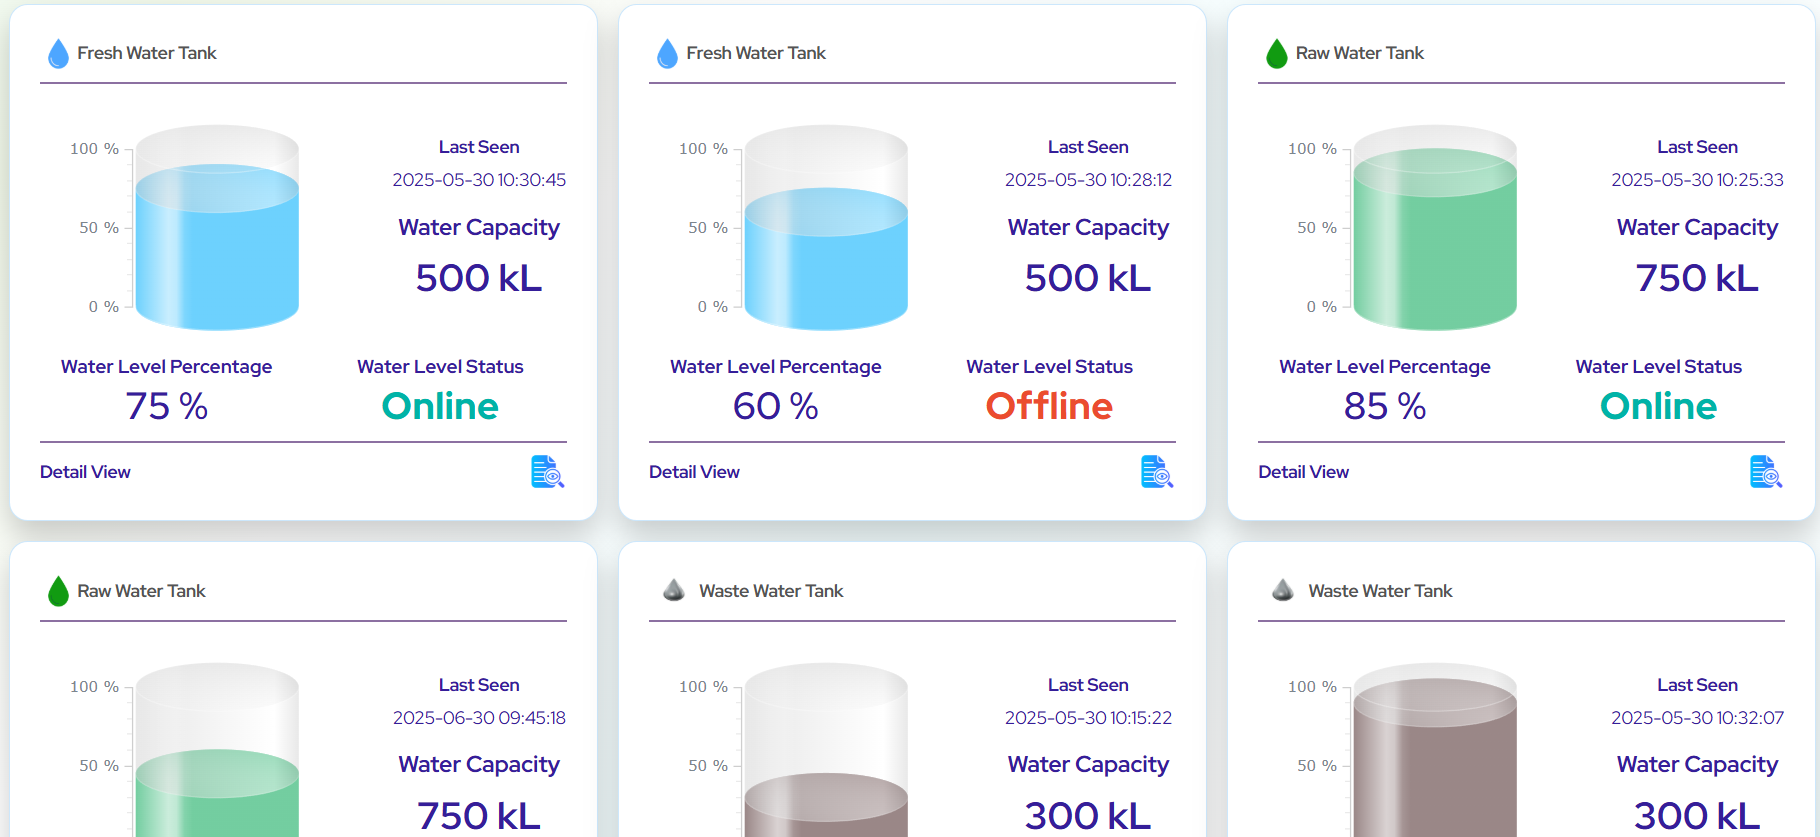 Fresh Water Tank
100 %
50 %
0 %
Last Seen
2025-05-30 10:30:45
Water Capacity
500 kL
Water Level Percentage
75 %
Water Level Status
Online
Detail View
Fresh Water Tank
100 %
50 %
0 %
Last Seen
2025-05-30 10:28:12
Water Capacity
500 kL
Water Level Percentage
60 %
Water Level Status
Offline
Detail View
Raw Water Tank
100 %
50 %
0 %
Last Seen
2025-05-30 10:25:33
Water Capacity
750 kL
Water Level Percentage
85 %
Water Level Status
Online
Detail View
Raw Water Tank
100 %
50 %
Last Seen
2025-06-30 09:45:18
Water Capacity
750 kL
Waste Water Tank
100 %
50 %
Last Seen
2025-05-30 10:15:22
Water Capacity
300 kL
Waste Water Tank
100 %
50 %
Last Seen
2025-05-30 10:32:07
Water Capacity
300 kL